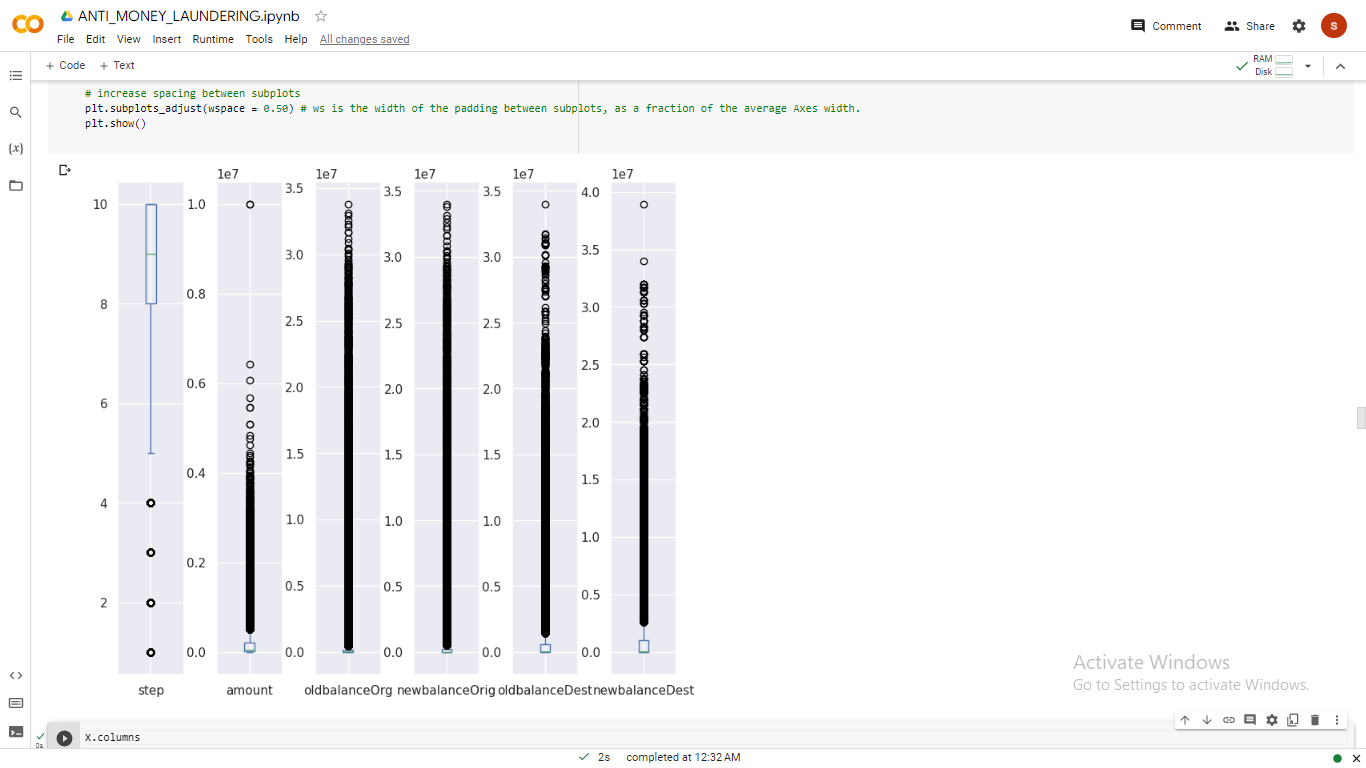 ANTI_MONEY_LAUNDERING.ipynb
Comment Share S
File Edit View Insert Runtime Tools Help All changes saved
+ Code + Text
RAM
Disk
# increase spacing between subplots
plt.subplots_adjust(wspace = 0.50) # ws is the width of the padding between subplots, as a fraction of the average Axes width.
plt.show()
{x}
1e7 1e7 1e7 1e7 1e7
10
8
6
4
2
1.0
0.8
0.6
0.4
0.2
0.0
3.5
3.0
2.5
2.0
1.5
1.0
0.5
0.0
3.5
3.0
2.5
2.0
1.5
1.0
0.5
0.0
3.5
3.0
2.5
2.0
1.5
1.0
0.5
0.0
4.0
3.5
3.0
2.5
2.0
1.5
1.0
0.5
0.0
step amount oldbalanceOrg newbalanceOrig oldbalanceDest newbalanceDest
Activate Windows
Go to Settings to activate Windows.
0s
X.columns
2s completed at 12:32 AM